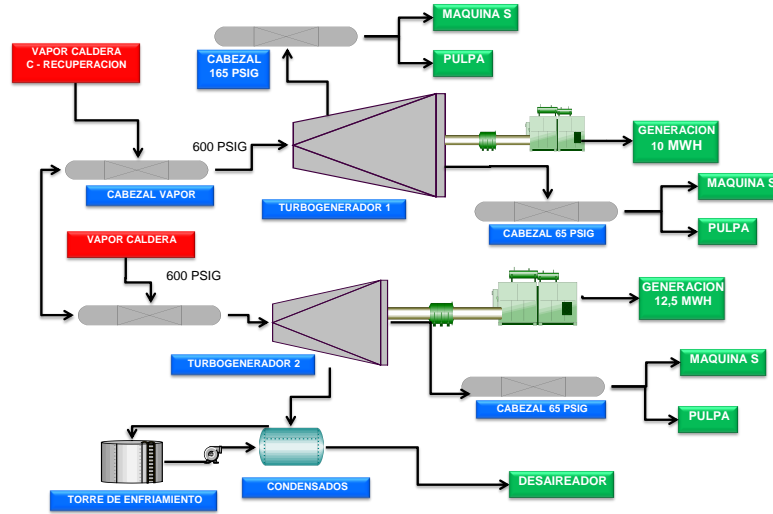 MAQUINA S
VAPOR CALDERA
C - RECUPERACION
CABEZAL
165 PSIG
PULPA
600 PSIG
GENERACION
10 MWH
CABEZAL VAPOR
TURBOGENERADOR 1
MAQUINA S
CABEZAL 65 PSIG
PULPA
VAPOR CALDERA
600 PSIG
GENERACION
12,5 MWH
TURBOGENERADOR 2
MAQUINA S
CABEZAL 65 PSIG
PULPA
TORRE DE ENFRIAMIENTO
CONDENSADOS
DESAIREADOR